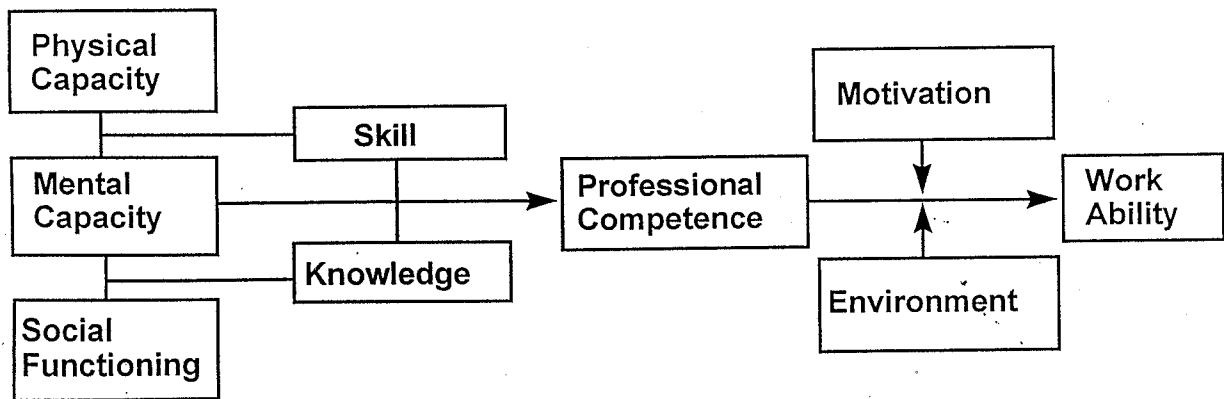 Physical
Capacity
Skill
Mental
Capacity
Knowledge
Social
Functioning
Professional
Competence
Motivation
Environment
Work
Ability